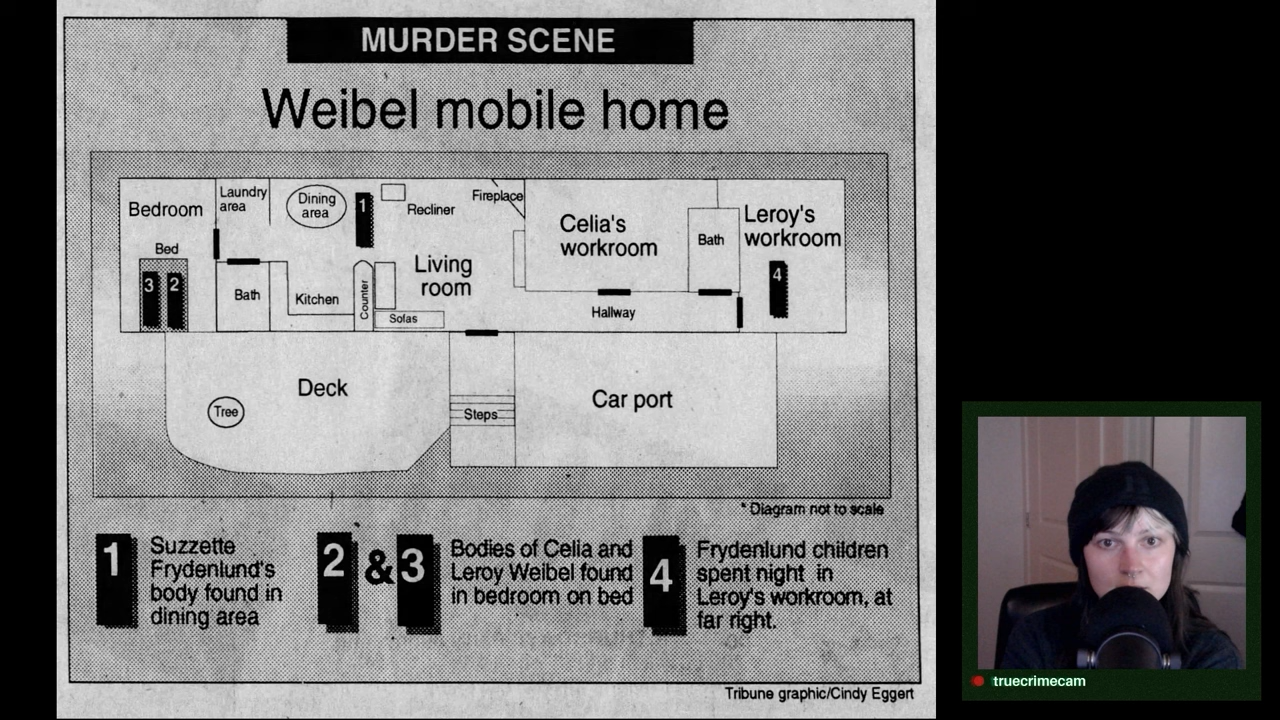 MURDER SCENE
Weibel mobile home
Bedroom
Laundry
area
Dining
area
1
Recliner
Fireplace
Celia's
workroom
Bath
Leroy's
workroom
Bed
3
2
Bath
Kitchen
Counter
Living
room
Sofas
Hallway
4
Deck
Tree
Steps
Car port
* Diagram not to scale
1
Suzzette
Frydenlund's
body found in
dining area
2 & 3
Bodies of Celia and
Leroy Weibel found
in bedroom on bed
4
Frydenlund children
spent night in
Leroy's workroom, at
far right.
Tribune graphic/Cindy Eggert
truecrimecam